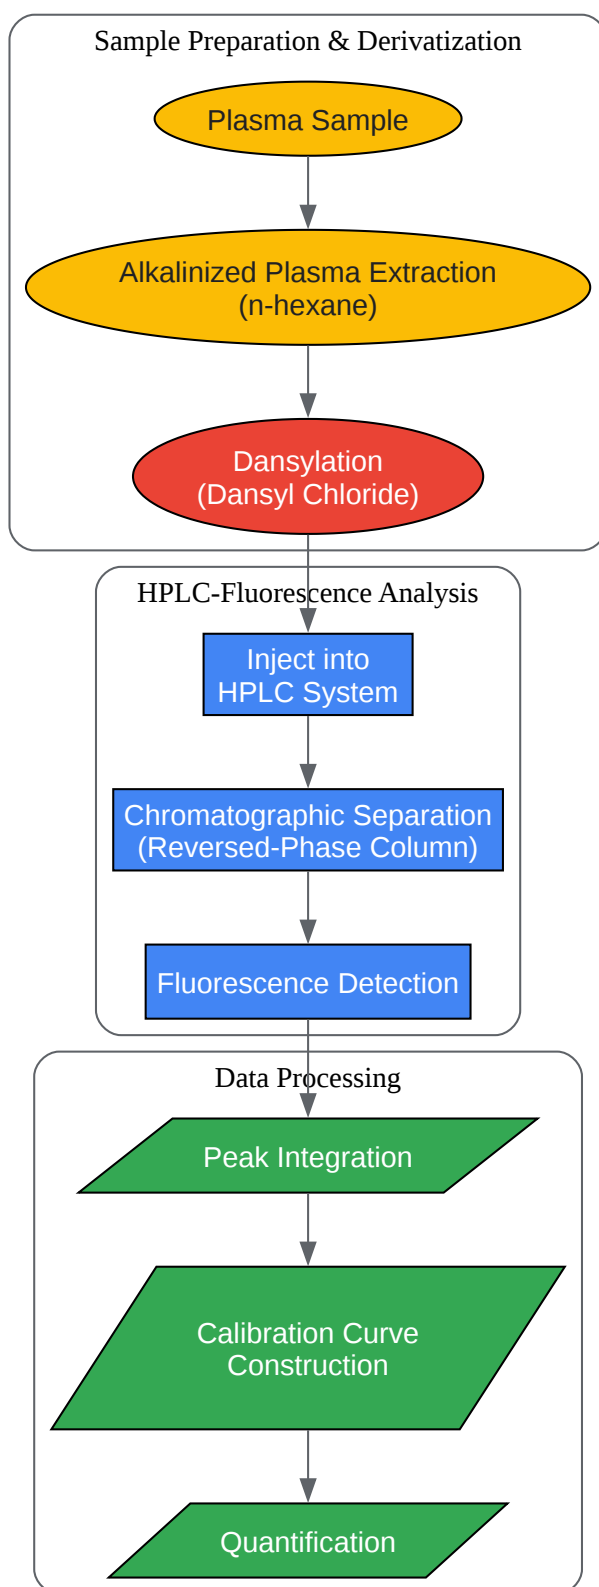 Sample Preparation & Derivatization
Plasma Sample
Alkalinized Plasma Extraction
(n-hexane)
Dansylation
(Dansyl Chloride)
HPLC-Fluorescence Analysis
Inject into
HPLC System
Chromatographic Separation
(Reversed-Phase Column)
Fluorescence Detection
Data Processing
Peak Integration
Calibration Curve
Construction
Quantification